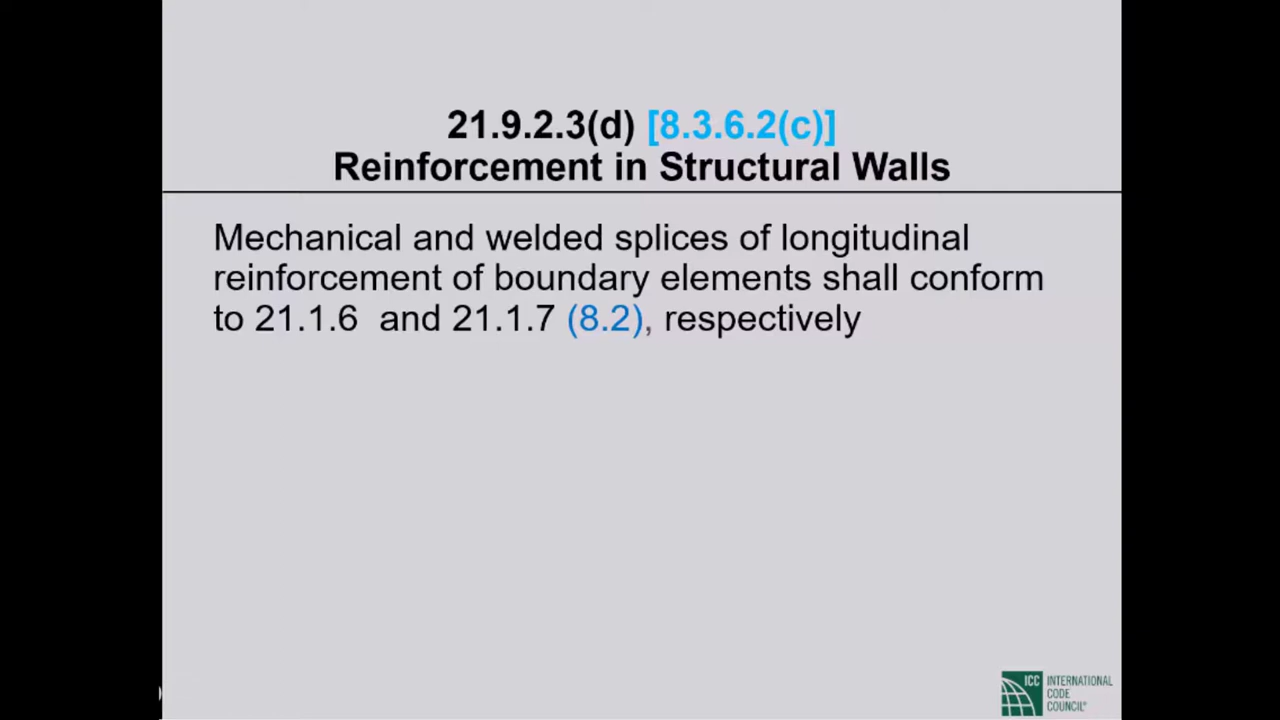 21.9.2.3(d) [8.3.6.2(c)]
Reinforcement in Structural Walls
Mechanical and welded splices of longitudinal
reinforcement of boundary elements shall conform
to 21.1.6 and 21.1.7 (8.2), respectively
ICC INTERNATIONAL
CODE
COUNCIL®